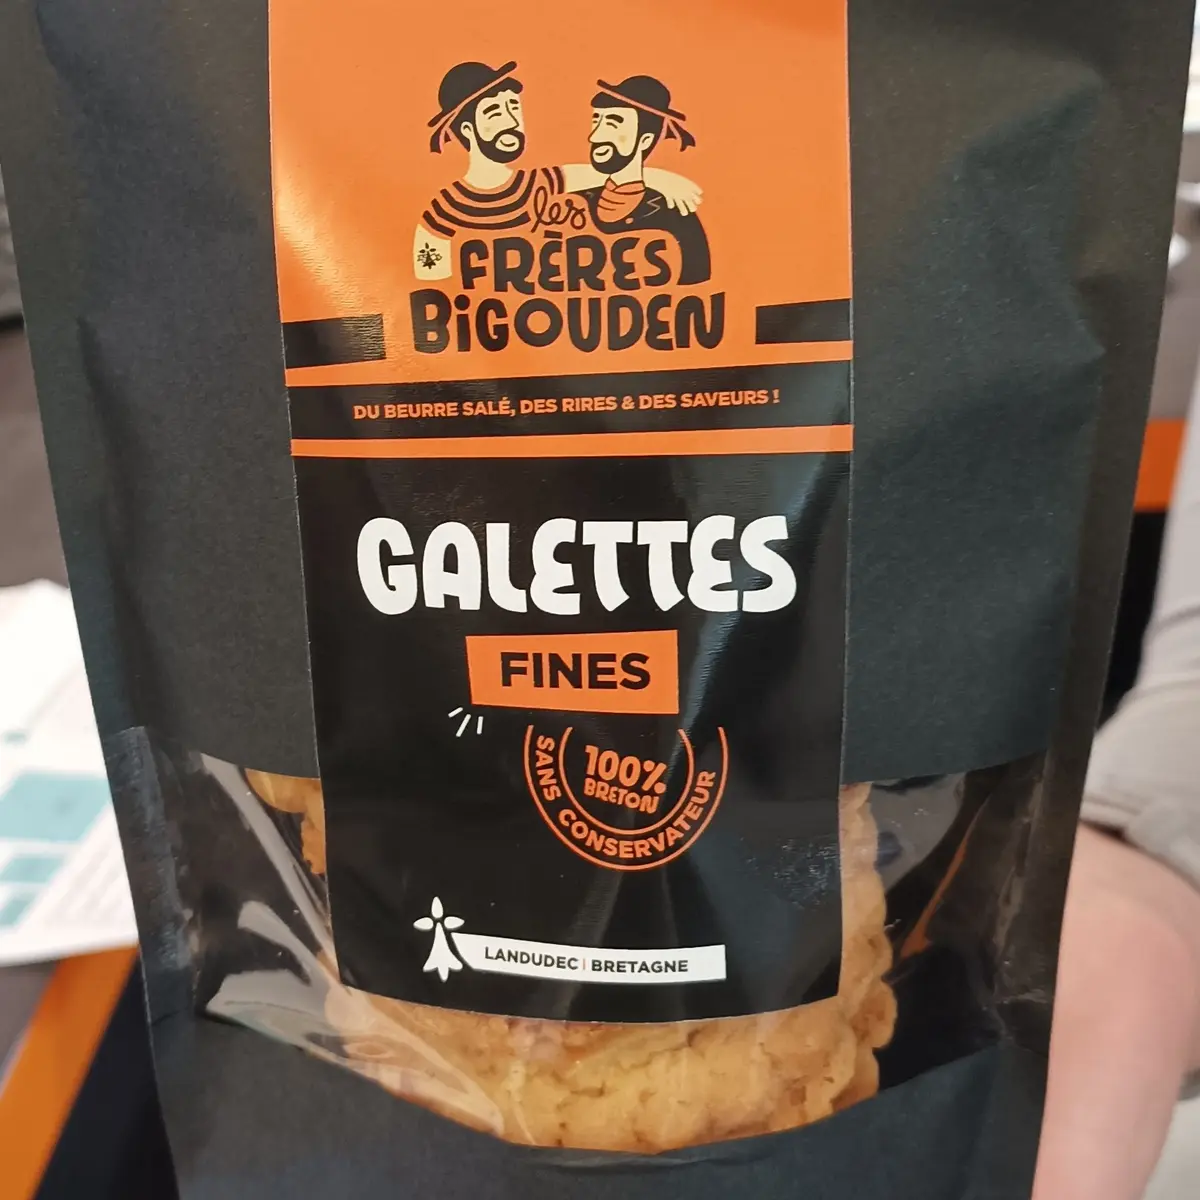 les
FRÈRES
BIGOUDEN
DU BEURRE SALÉ, DES RIRES & DES SAVEURS !
GALETTES
FINES
100%
BRETON
SANS CONSERVATEUR
LANDUDEC | BRETAGNE